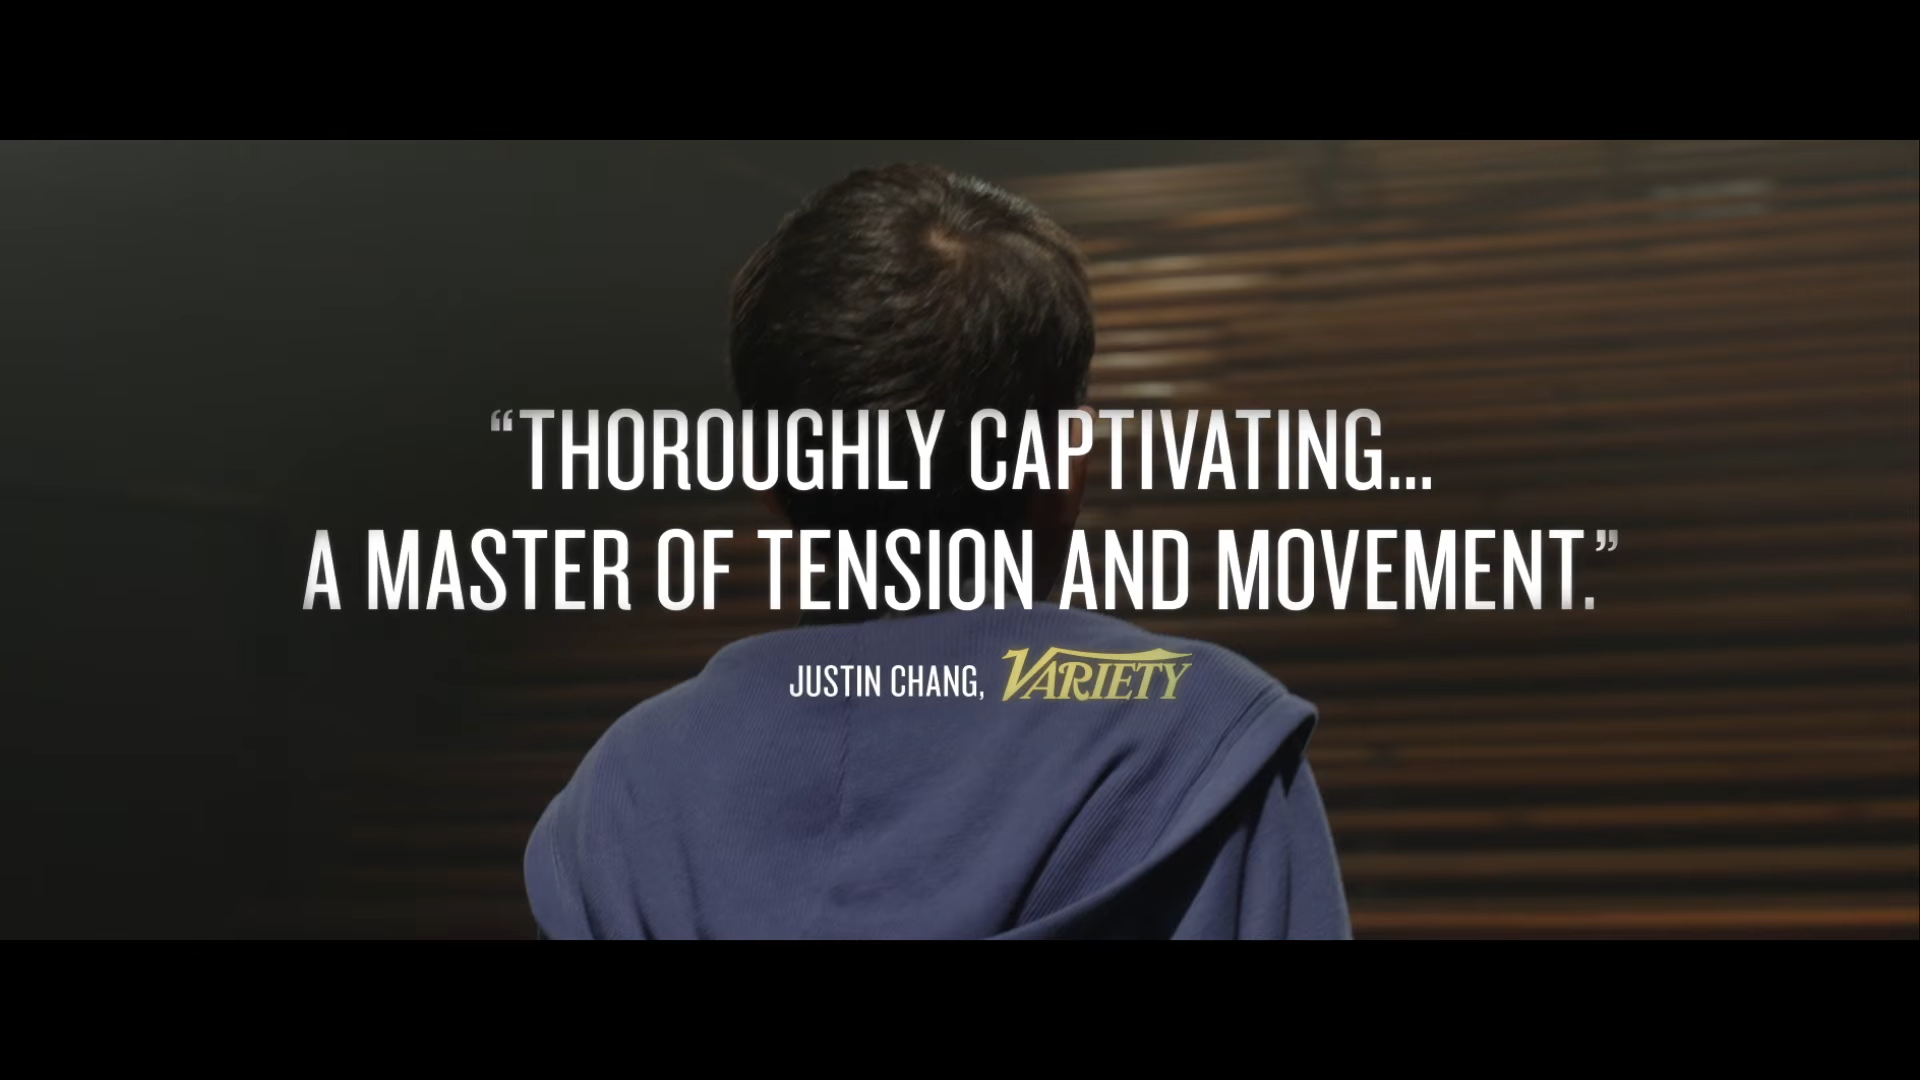 “THOROUGHLY CAPTIVATING...
A MASTER OF TENSION AND MOVEMENT.”
JUSTIN CHANG, VARIETY